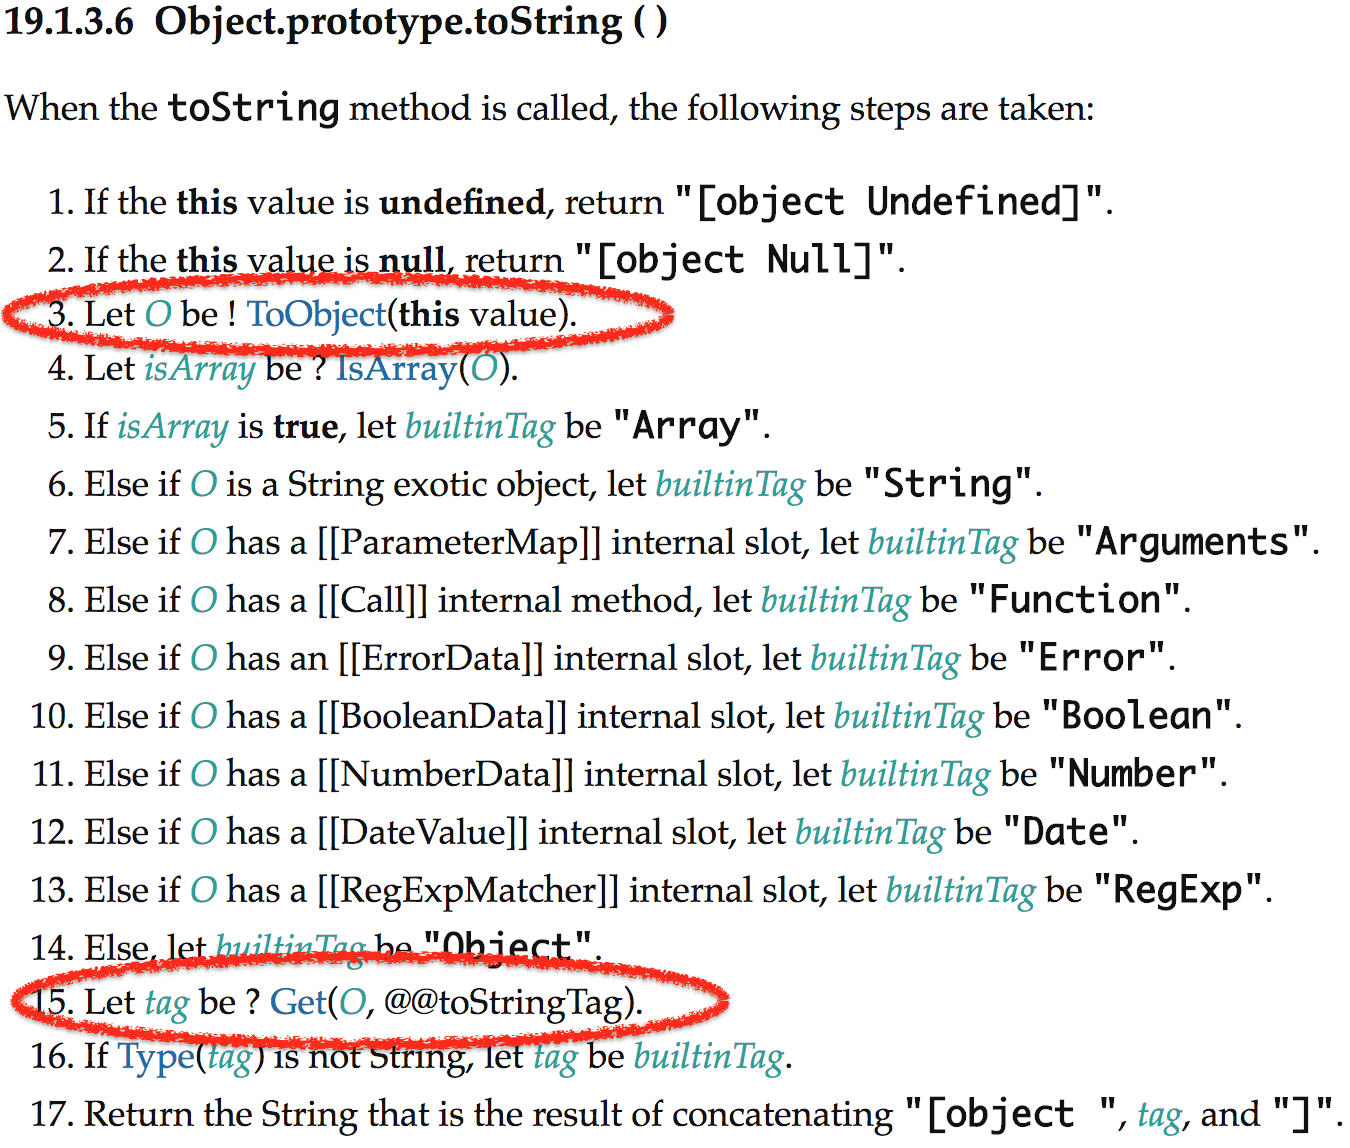 19.1.3.6 Object.prototype.toString ( )
When the toString method is called, the following steps are taken:
1. If the this value is undefined, return "[object Undefined]".
2. If the this value is null, return "[object Null]".
3. Let O be ! ToObject(this value).
4. Let isArray be ? IsArray(O).
5. If isArray is true, let builtinTag be "Array".
6. Else if O is a String exotic object, let builtinTag be "String".
7. Else if O has a [[ParameterMap]] internal slot, let builtinTag be "Arguments".
8. Else if O has a [[Call]] internal method, let builtinTag be "Function".
9. Else if O has an [[ErrorData]] internal slot, let builtinTag be "Error".
10. Else if O has a [[BooleanData]] internal slot, let builtinTag be "Boolean".
11. Else if O has a [[NumberData]] internal slot, let builtinTag be "Number".
12. Else if O has a [[DateValue]] internal slot, let builtinTag be "Date".
13. Else if O has a [[RegExpMatcher]] internal slot, let builtinTag be "RegExp".
14. Else, let builtinTag be "Object".
15. Let tag be ? Get(O, @@toStringTag).
16. If Type(tag) is not String, let tag be builtinTag.
17. Return the String that is the result of concatenating "[object ", tag, and "]".